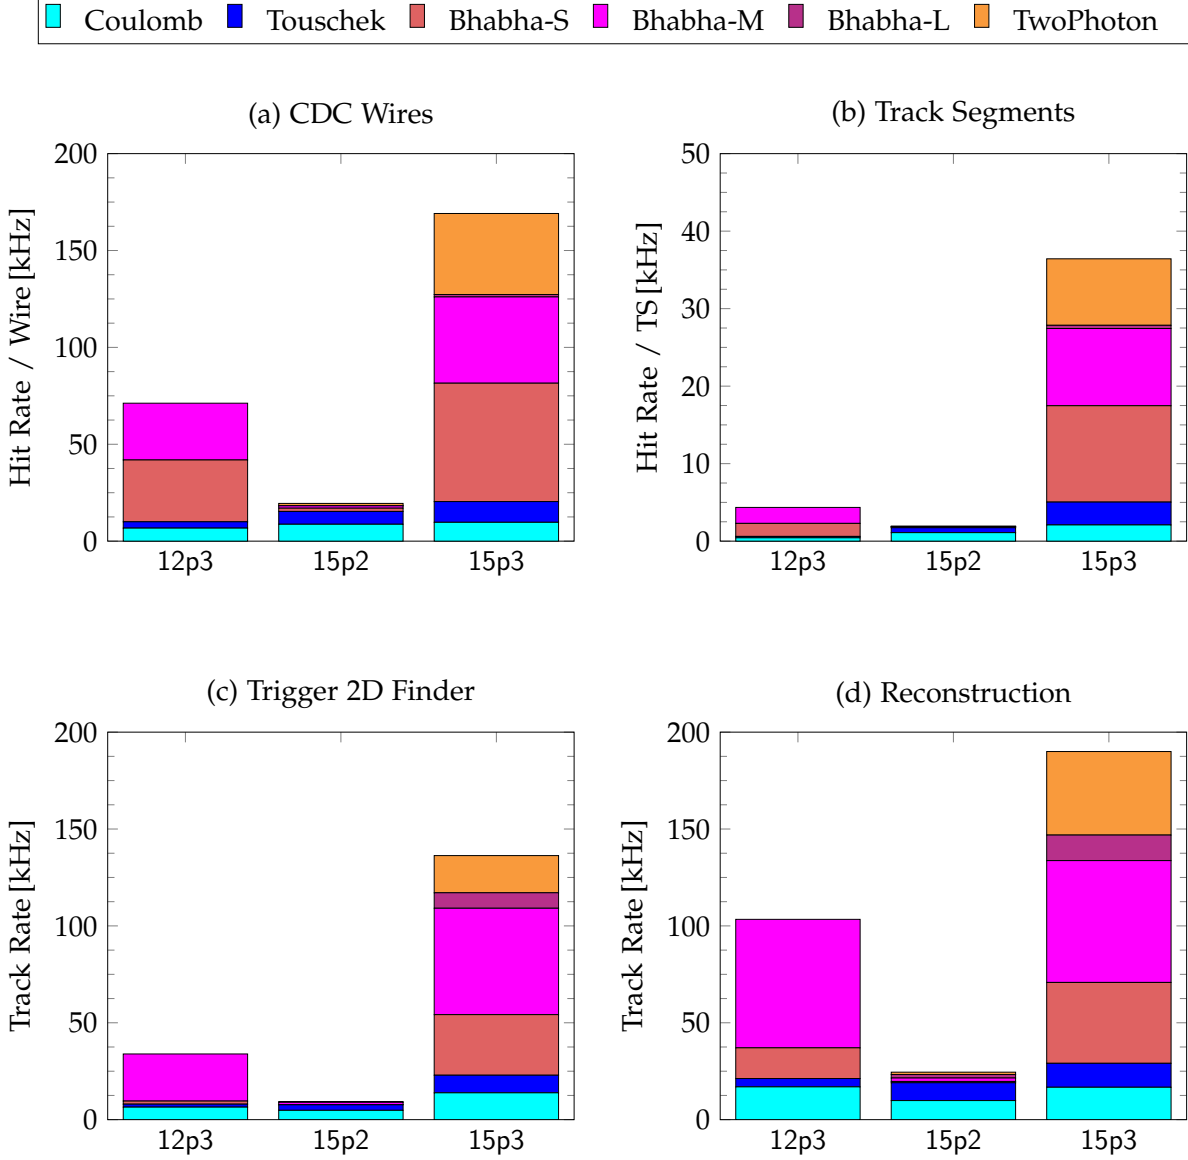 Coulomb Touschek Bhabha-S Bhabha-M Bhabha-L TwoPhoton
(a) CDC Wires
Hit Rate / Wire [kHz]
200
150
100
50
0
12p3 15p2 15p3
(b) Track Segments
Hit Rate / TS [kHz]
50
40
30
20
10
0
12p3 15p2 15p3
(c) Trigger 2D Finder
Track Rate [kHz]
200
150
100
50
0
12p3 15p2 15p3
(d) Reconstruction
Track Rate [kHz]
200
150
100
50
0
12p3 15p2 15p3